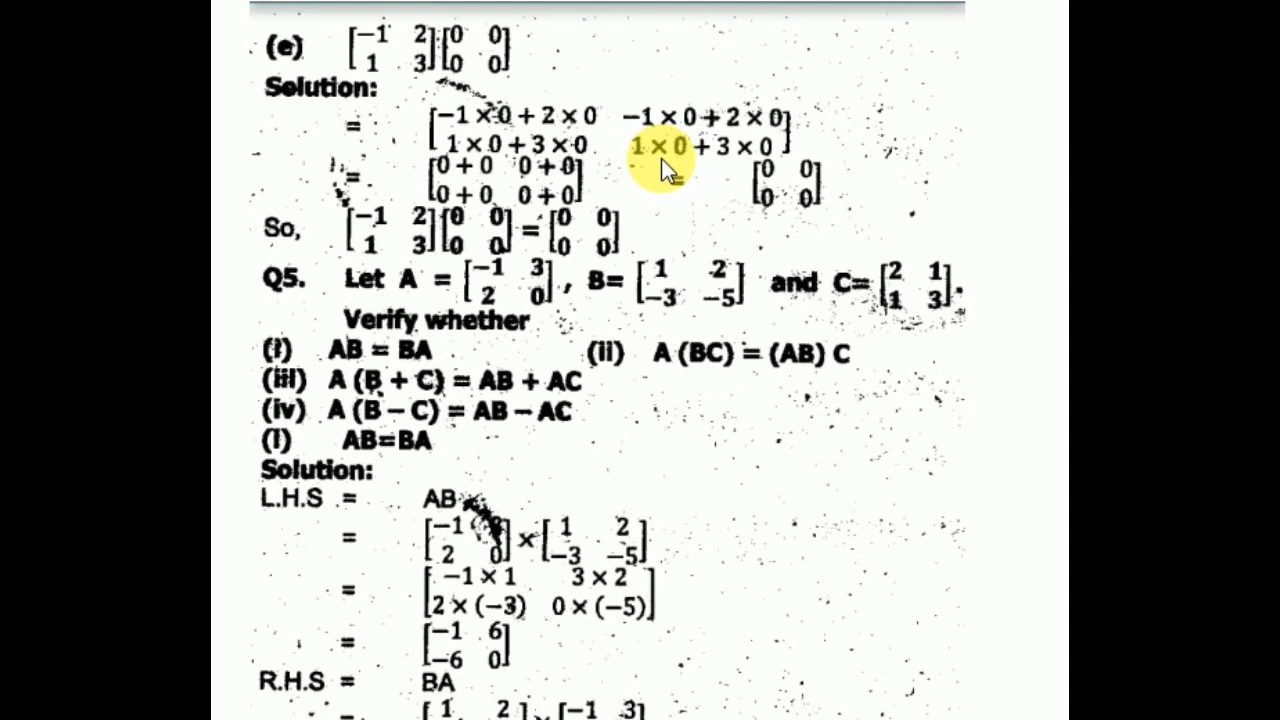 (e) [−1 2] [0 0]
[1 3] [0 0]
Solution:
= [−1 × 0 + 2 × 0 −1 × 0 + 2 × 0]
[1 × 0 + 3 × 0 1 × 0 + 3 × 0]
= [0 + 0 0 + 0] = [0 0]
[0 + 0 0 + 0] [0 0]
So, [−1 2] [0 0] = [0 0]
[1 3] [0 0] [0 0]
Q5. Let A = [−1 3], B= [1 2] and C= [2 1].
[2 0] [−3 −5] [1 3]
Verify whether
(i) AB = BA (ii) A (BC) = (AB) C
(iii) A (B + C) = AB + AC
(iv) A (B − C) = AB − AC
(i) AB=BA
Solution:
L.H.S = AB
= [−1 ] × [1 2]
[2 0] [−3 −5]
= [−1 × 1 3 × 2]
[2 × (−3) 0 × (−5)]
= [−1 6]
[−6 0]
R.H.S = BA
= [1 2] × [−1 3]